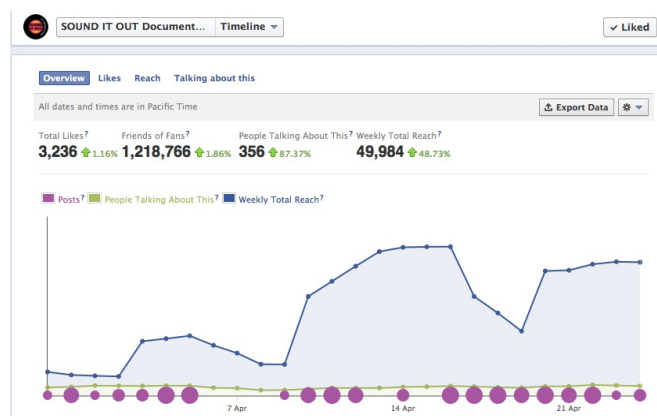 SOUND IT OUT Document... Timeline
Liked
Overview Likes Reach Talking about this
All dates and times are in Pacific Time
Export Data
Total Likes? Friends of Fans? People Talking About This? Weekly Total Reach?
3,236 1.16% 1,218,766 1.86% 356 87.37% 49,984 48.73%
Posts? People Talking About This? Weekly Total Reach?
7 Apr 14 Apr 21 Apr